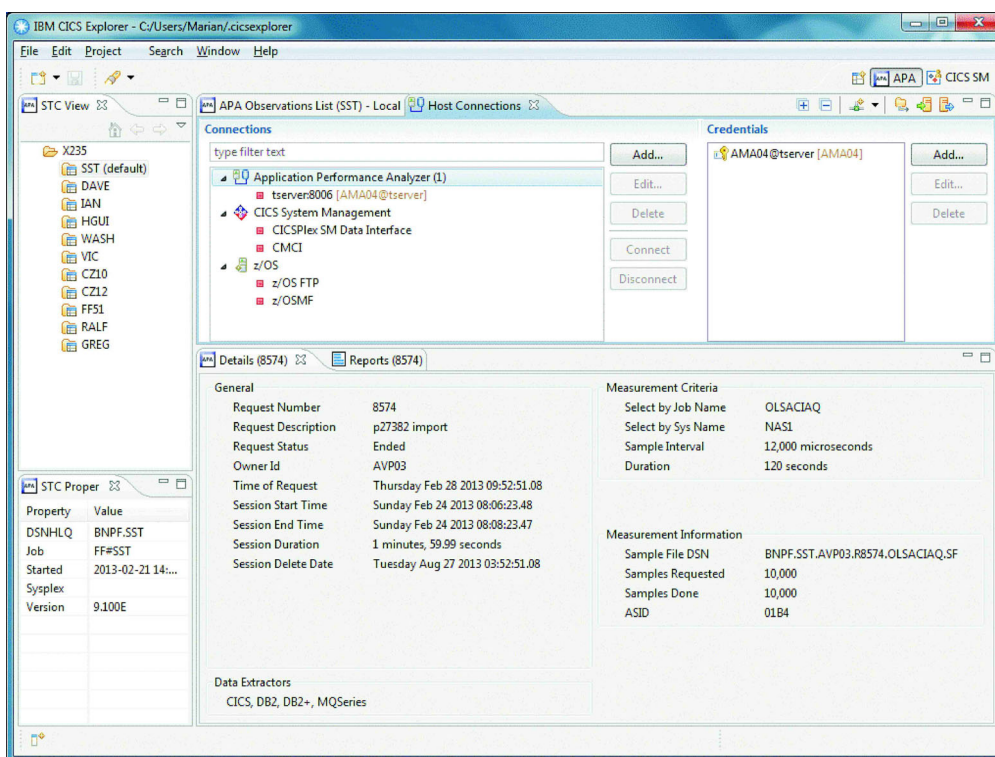 IBM CICS Explorer - C:/Users/Marian/.cicsexplorer
File Edit Project Search Window Help
APA CICS SM
STC View
X235
SST (default)
DAVE
IAN
HGUI
WASH
VIC
CZ10
CZ12
FF51
RALF
GREG
APA Observations List (SST) - Local Host Connections
Connections
type filter text
Application Performance Analyzer (1)
tserver:8006 [AMA04@tserver]
CICS System Management
CICSPlex SM Data Interface
CMCI
z/OS
z/OS FTP
z/OSMF
Add...
Edit...
Delete
Connect
Disconnect
Credentials
AMA04@tserver [AMA04]
Add...
Edit...
Delete
STC Proper
Property Value
DSNHLQ BNPF.SST
Job FF#SST
Started 2013-02-21 14:...
Sysplex
Version 9.100E
Details (8574) Reports (8574)
General
Request Number 8574
Request Description p27382 import
Request Status Ended
Owner Id AVP03
Time of Request Thursday Feb 28 2013 09:52:51.08
Session Start Time Sunday Feb 24 2013 08:06:23.48
Session End Time Sunday Feb 24 2013 08:08:23.47
Session Duration 1 minutes, 59.99 seconds
Session Delete Date Tuesday Aug 27 2013 03:52:51.08
Data Extractors
CICS, DB2, DB2+, MQSeries
Measurement Criteria
Select by Job Name OLSACIAQ
Select by Sys Name NAS1
Sample Interval 12,000 microseconds
Duration 120 seconds
Measurement Information
Sample File DSN BNPF.SST.AVP03.R8574.OLSACIAQ.SF
Samples Requested 10,000
Samples Done 10,000
ASID 01B4